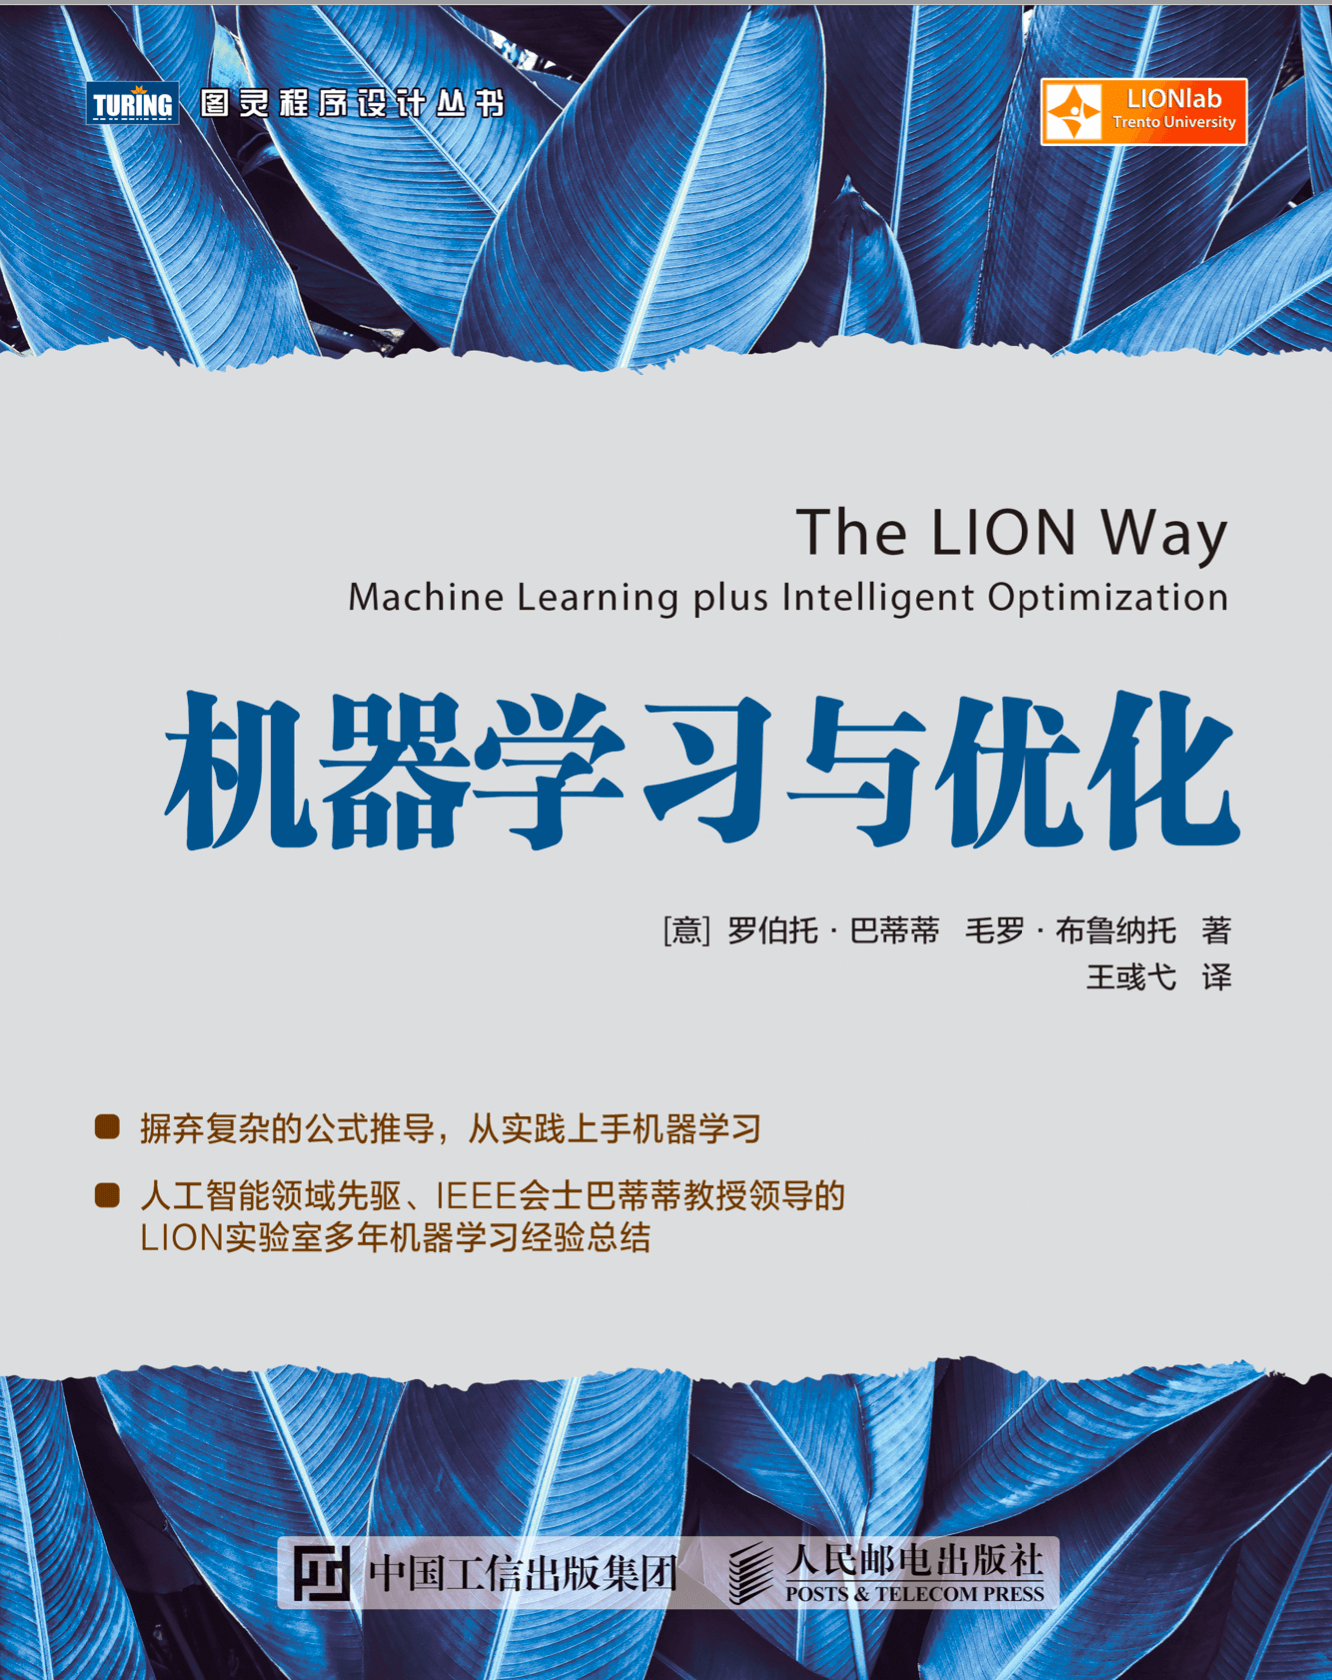 TURING 图灵程序设计丛书
LIONlab
Trento University
The LION Way
Machine Learning plus Intelligent Optimization
机器学习与优化
[意] 罗伯托·巴蒂蒂 毛罗·布鲁纳托 著
王彧弋 译
摒弃复杂的公式推导，从实践上手机器学习
人工智能领域先驱、IEEE会士巴蒂蒂教授领导的
LION实验室多年机器学习经验总结
中国工信出版集团
人民邮电出版社
POSTS & TELECOM PRESS